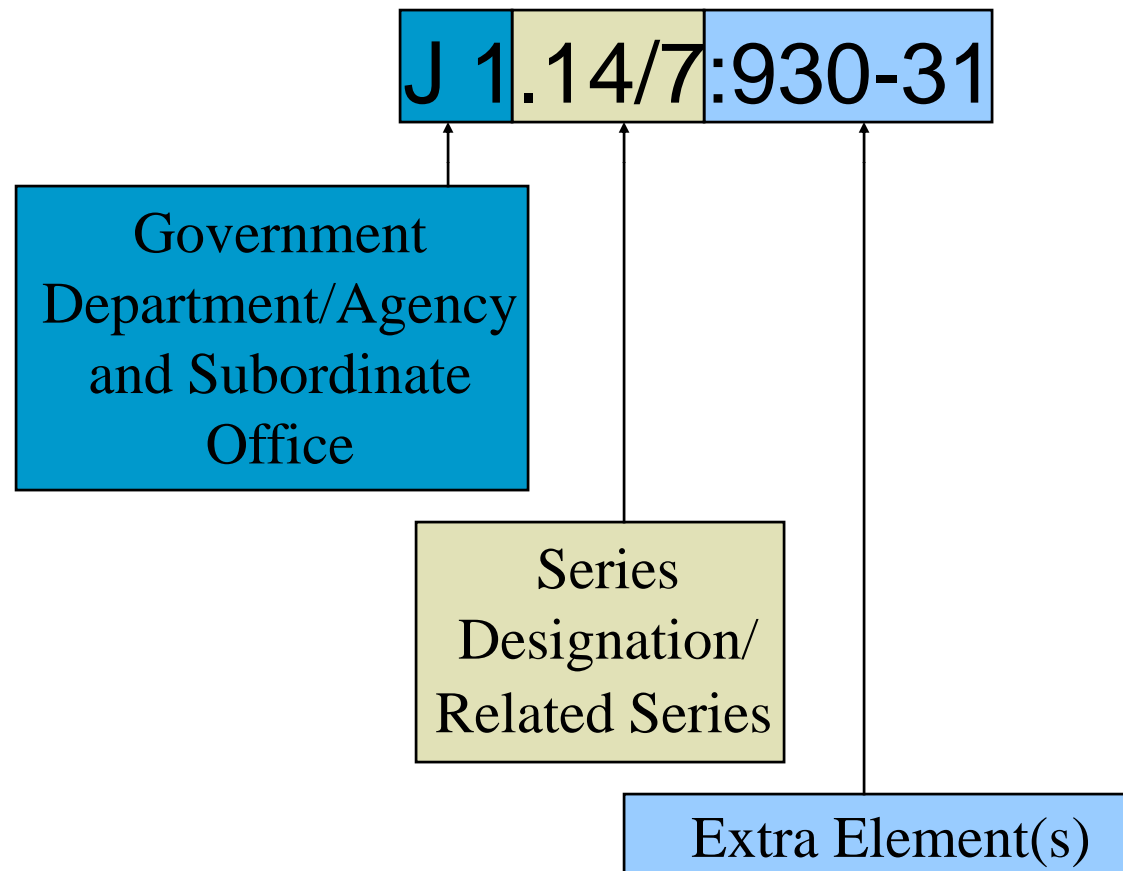 J 1.14/7:930-31
Government
Department/Agency
and Subordinate
Office
Series
Designation/
Related Series
Extra Element(s)